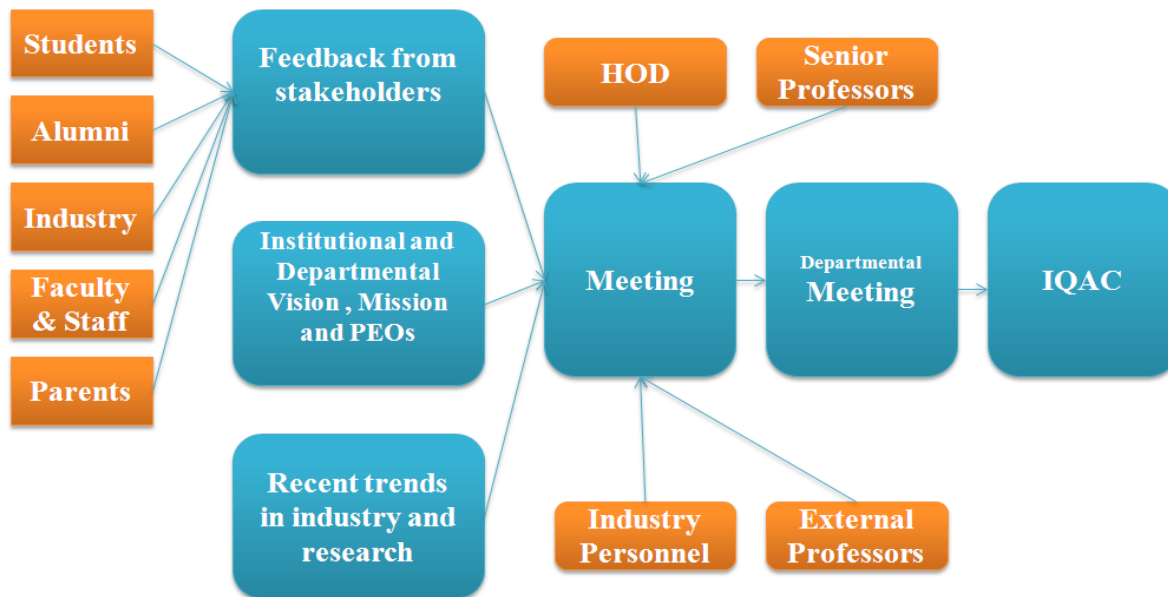 Students
Alumni
Industry
Faculty
& Staff
Parents
Feedback from
stakeholders
Institutional and
Departmental
Vision , Mission
and PEOs
Recent trends
in industry and
research
HOD
Senior
Professors
Meeting
Industry
Personnel
External
Professors
Departmental
Meeting
IQAC